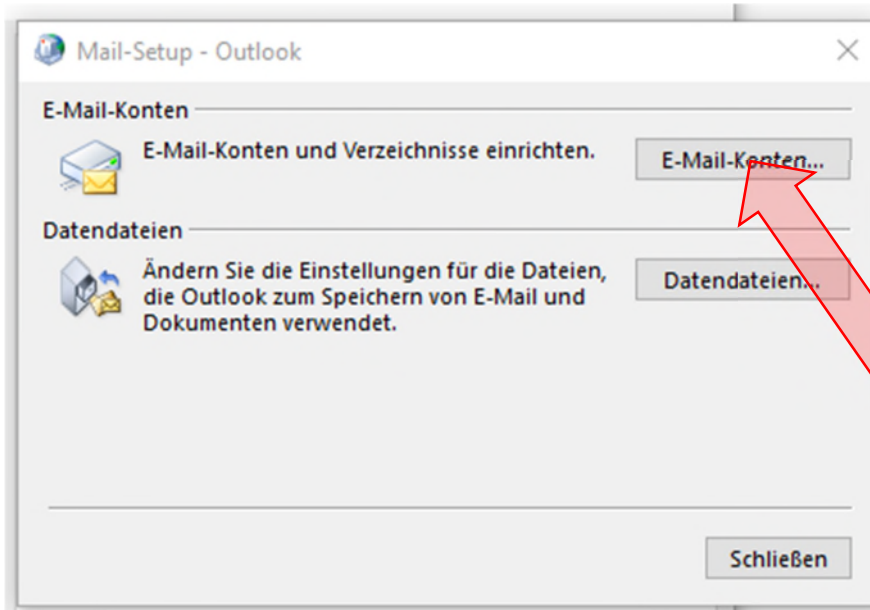 Mail-Setup - Outlook
E-Mail-Konten
E-Mail-Konten und Verzeichnisse einrichten.
E-Mail-Konten...
Datendateien
Ändern Sie die Einstellungen für die Dateien,
die Outlook zum Speichern von E-Mail und
Dokumenten verwendet.
Datendateien...
Schließen